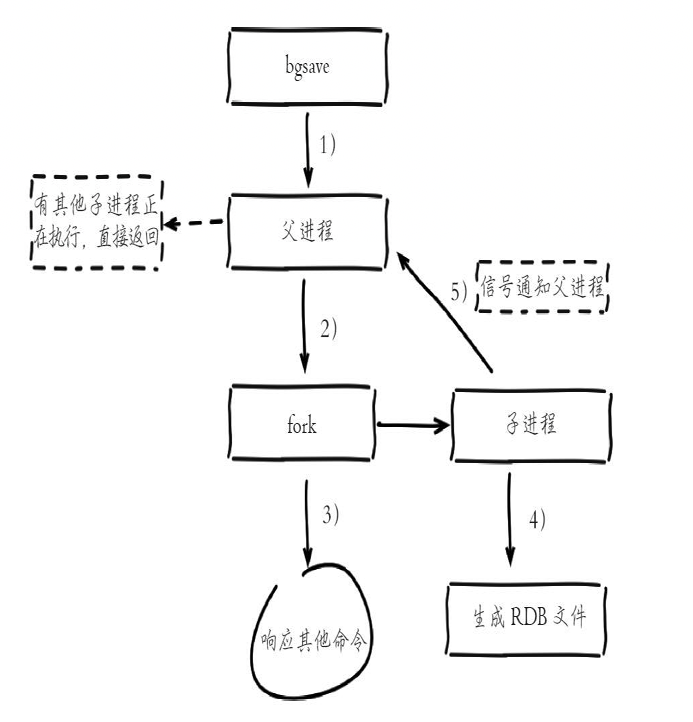 bgsave
1)
有其他子进程正
在执行，直接返回
父进程
5)
信号通知父进程
2)
fork
子进程
3)
4)
响应其他命令
生成 RDB 文件